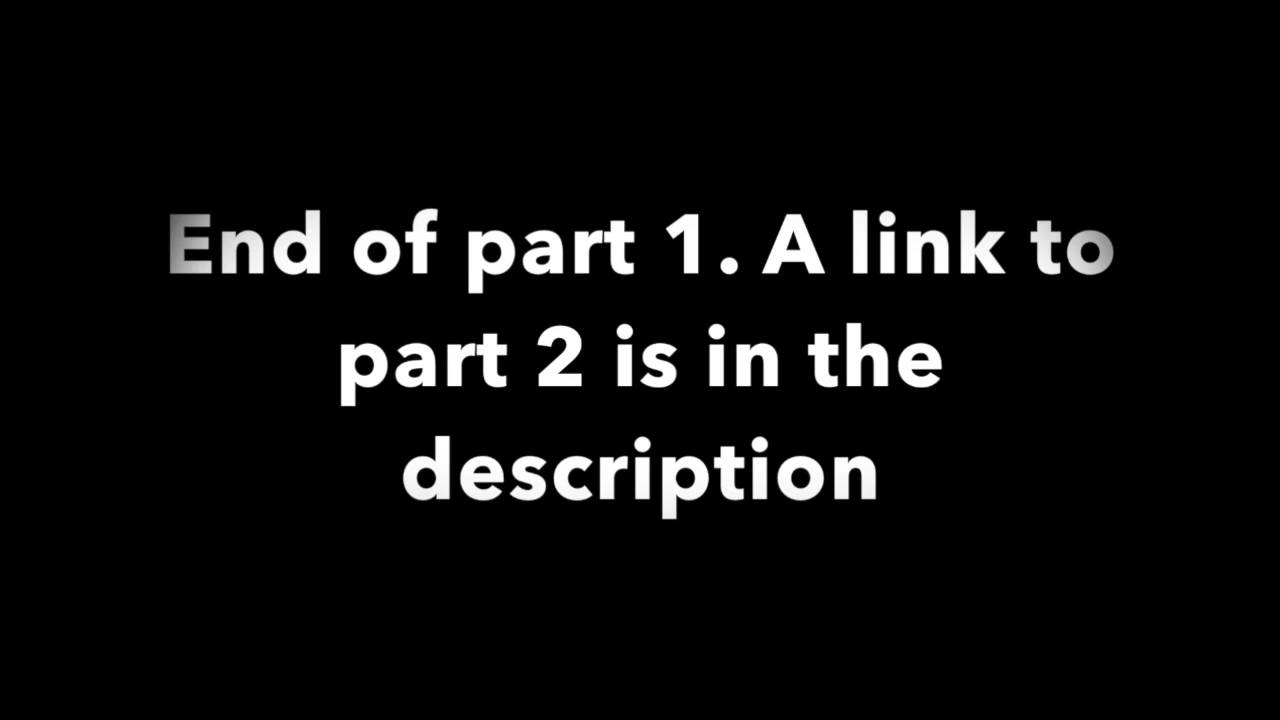 End of part 1. A link to
part 2 is in the
description